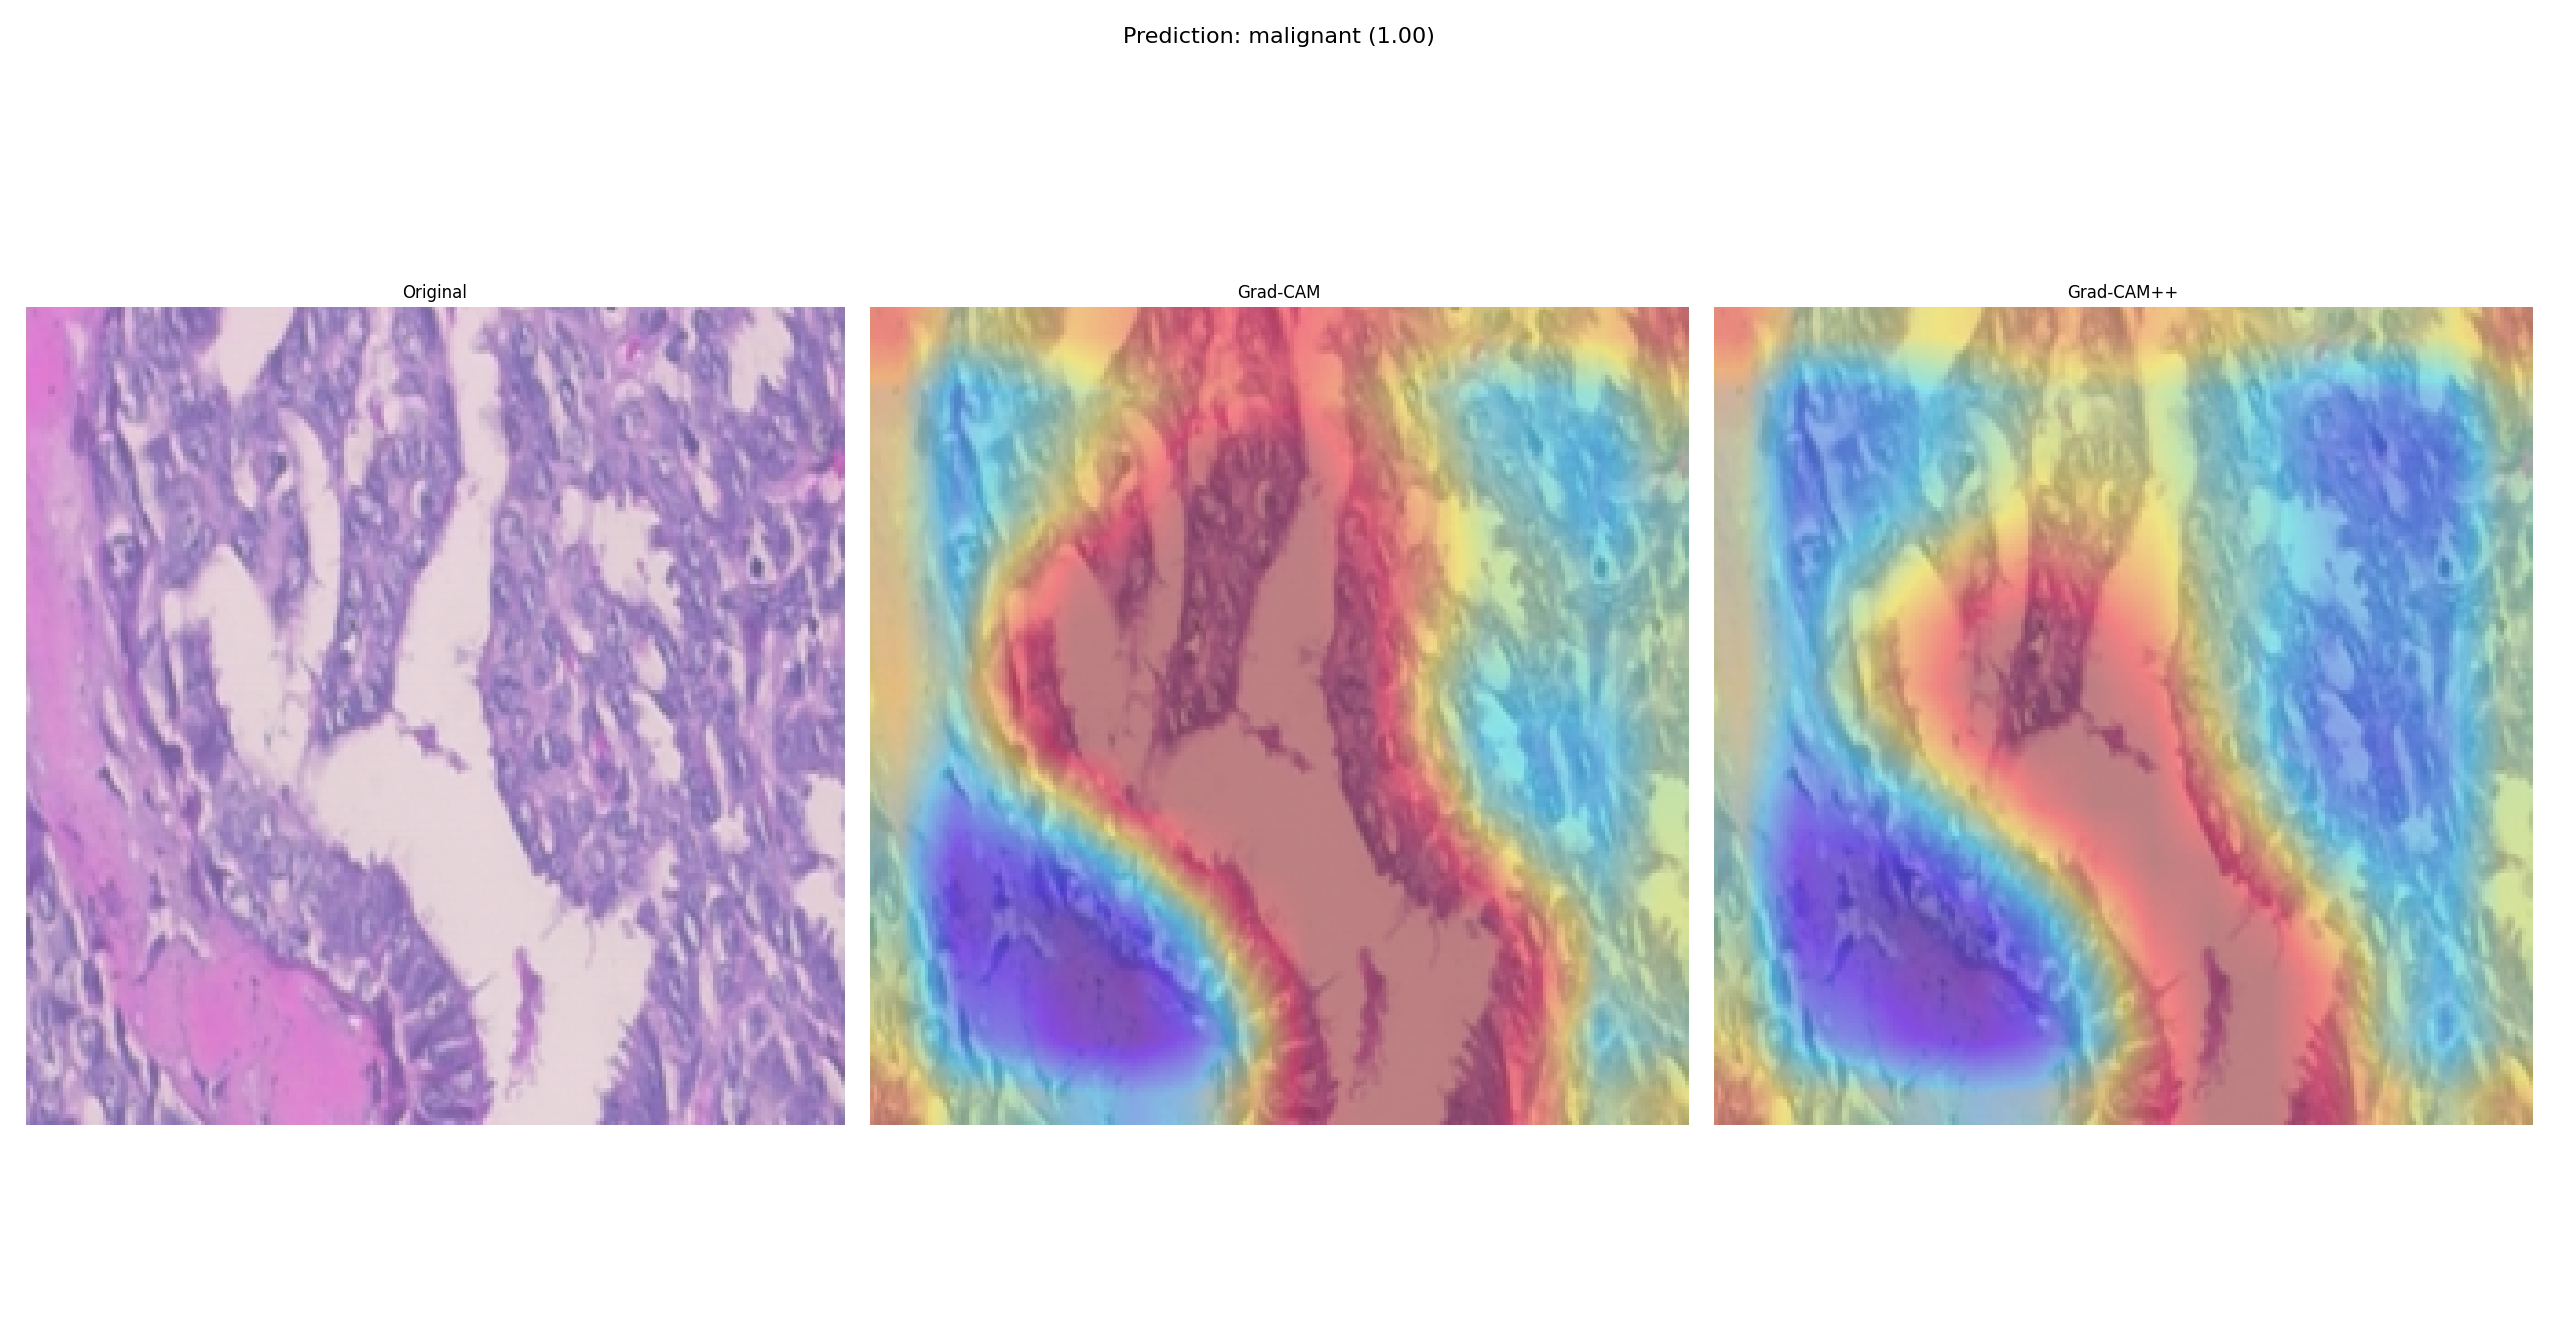 Prediction: malignant (1.00)
Original
Grad-CAM
Grad-CAM++